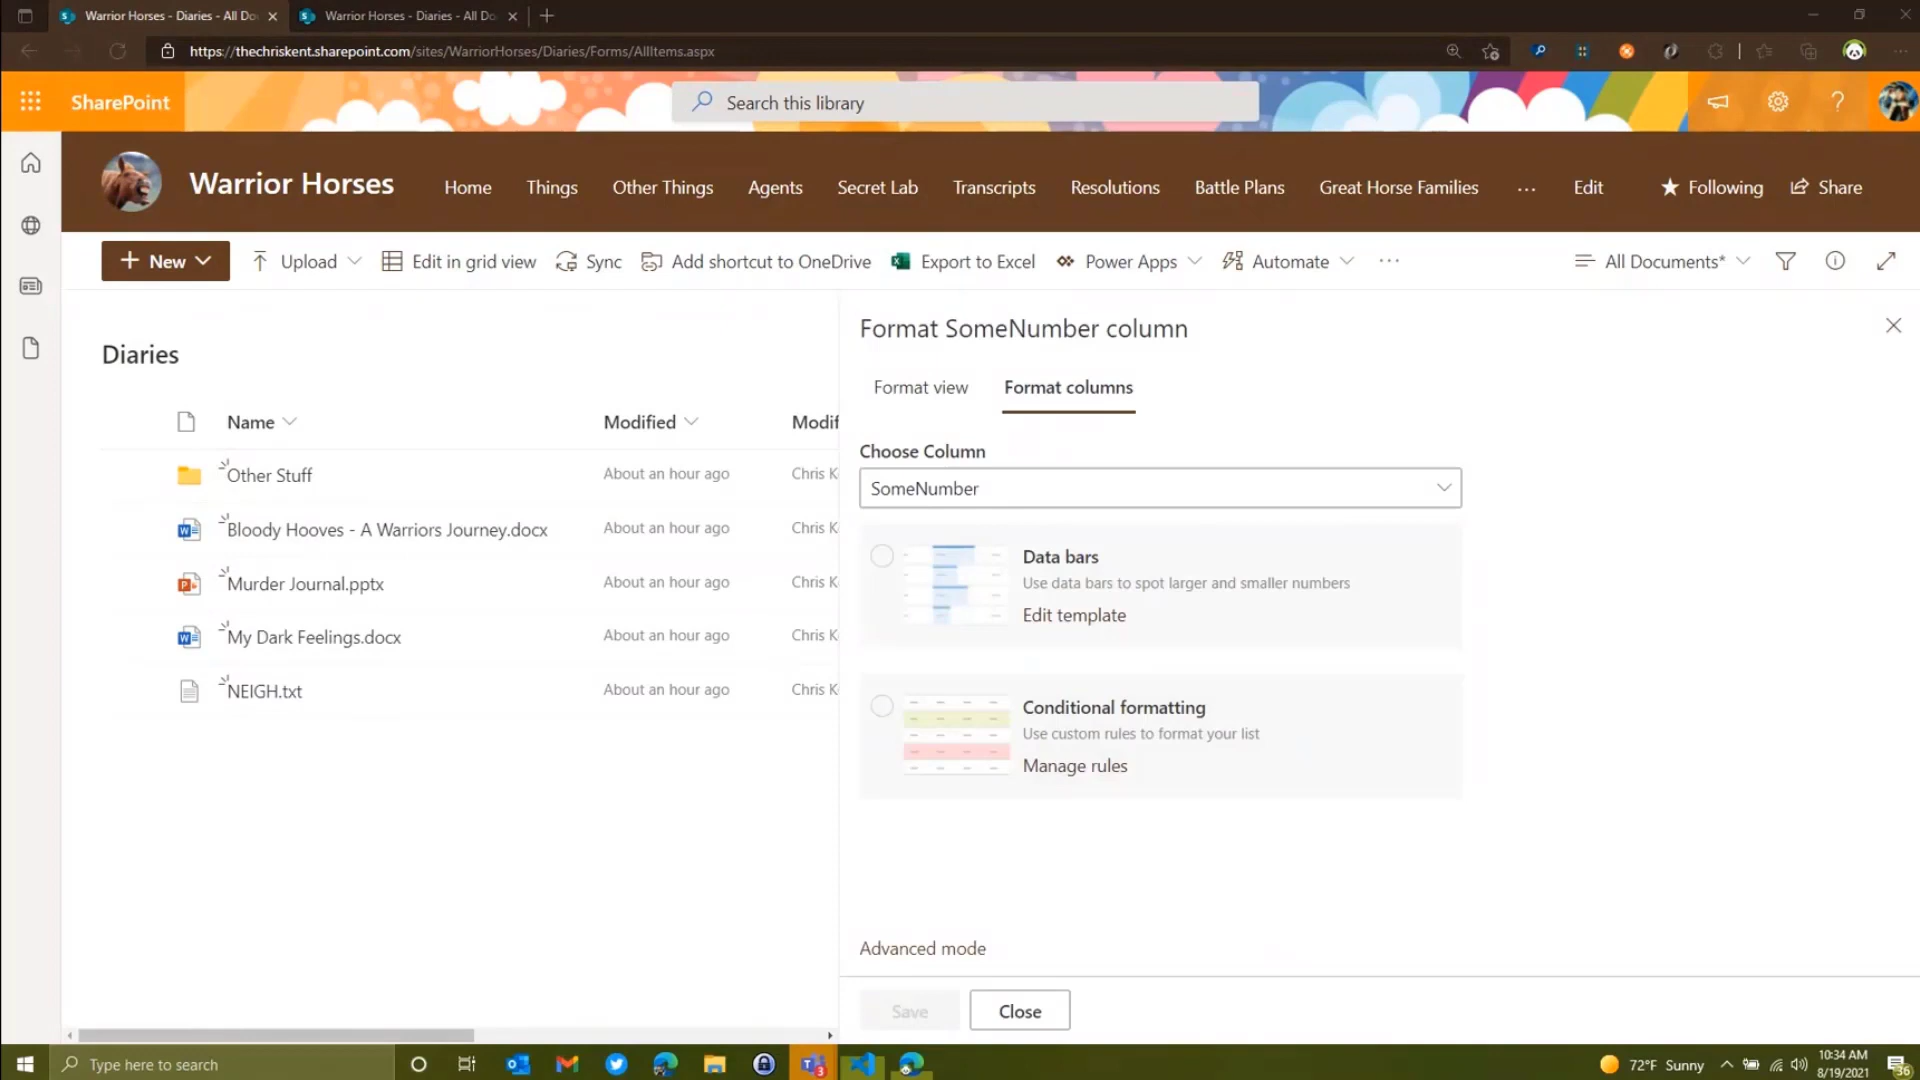 Warrior Horses - Diaries - All Do
Warrior Horses - Diaries - All Do
https://thechriskent.sharepoint.com/sites/WarriorHorses/Diaries/Forms/AllItems.aspx
SharePoint
Search this library
Warrior Horses
Home
Things
Other Things
Agents
Secret Lab
Transcripts
Resolutions
Battle Plans
Great Horse Families
Edit
Following
Share
New
Upload
Edit in grid view
Sync
Add shortcut to OneDrive
Export to Excel
Power Apps
Automate
All Documents*
Diaries
Name
Modified
Modif
Other Stuff
About an hour ago
Chris K
Bloody Hooves - A Warriors Journey.docx
About an hour ago
Chris K
Murder Journal.pptx
About an hour ago
Chris K
My Dark Feelings.docx
About an hour ago
Chris K
NEIGH.txt
About an hour ago
Chris K
Format SomeNumber column
Format view
Format columns
Choose Column
SomeNumber
Data bars
Use data bars to spot larger and smaller numbers
Edit template
Conditional formatting
Use custom rules to format your list
Manage rules
Advanced mode
Save
Close
Type here to search
72°F Sunny
10:34 AM
8/19/2021
36